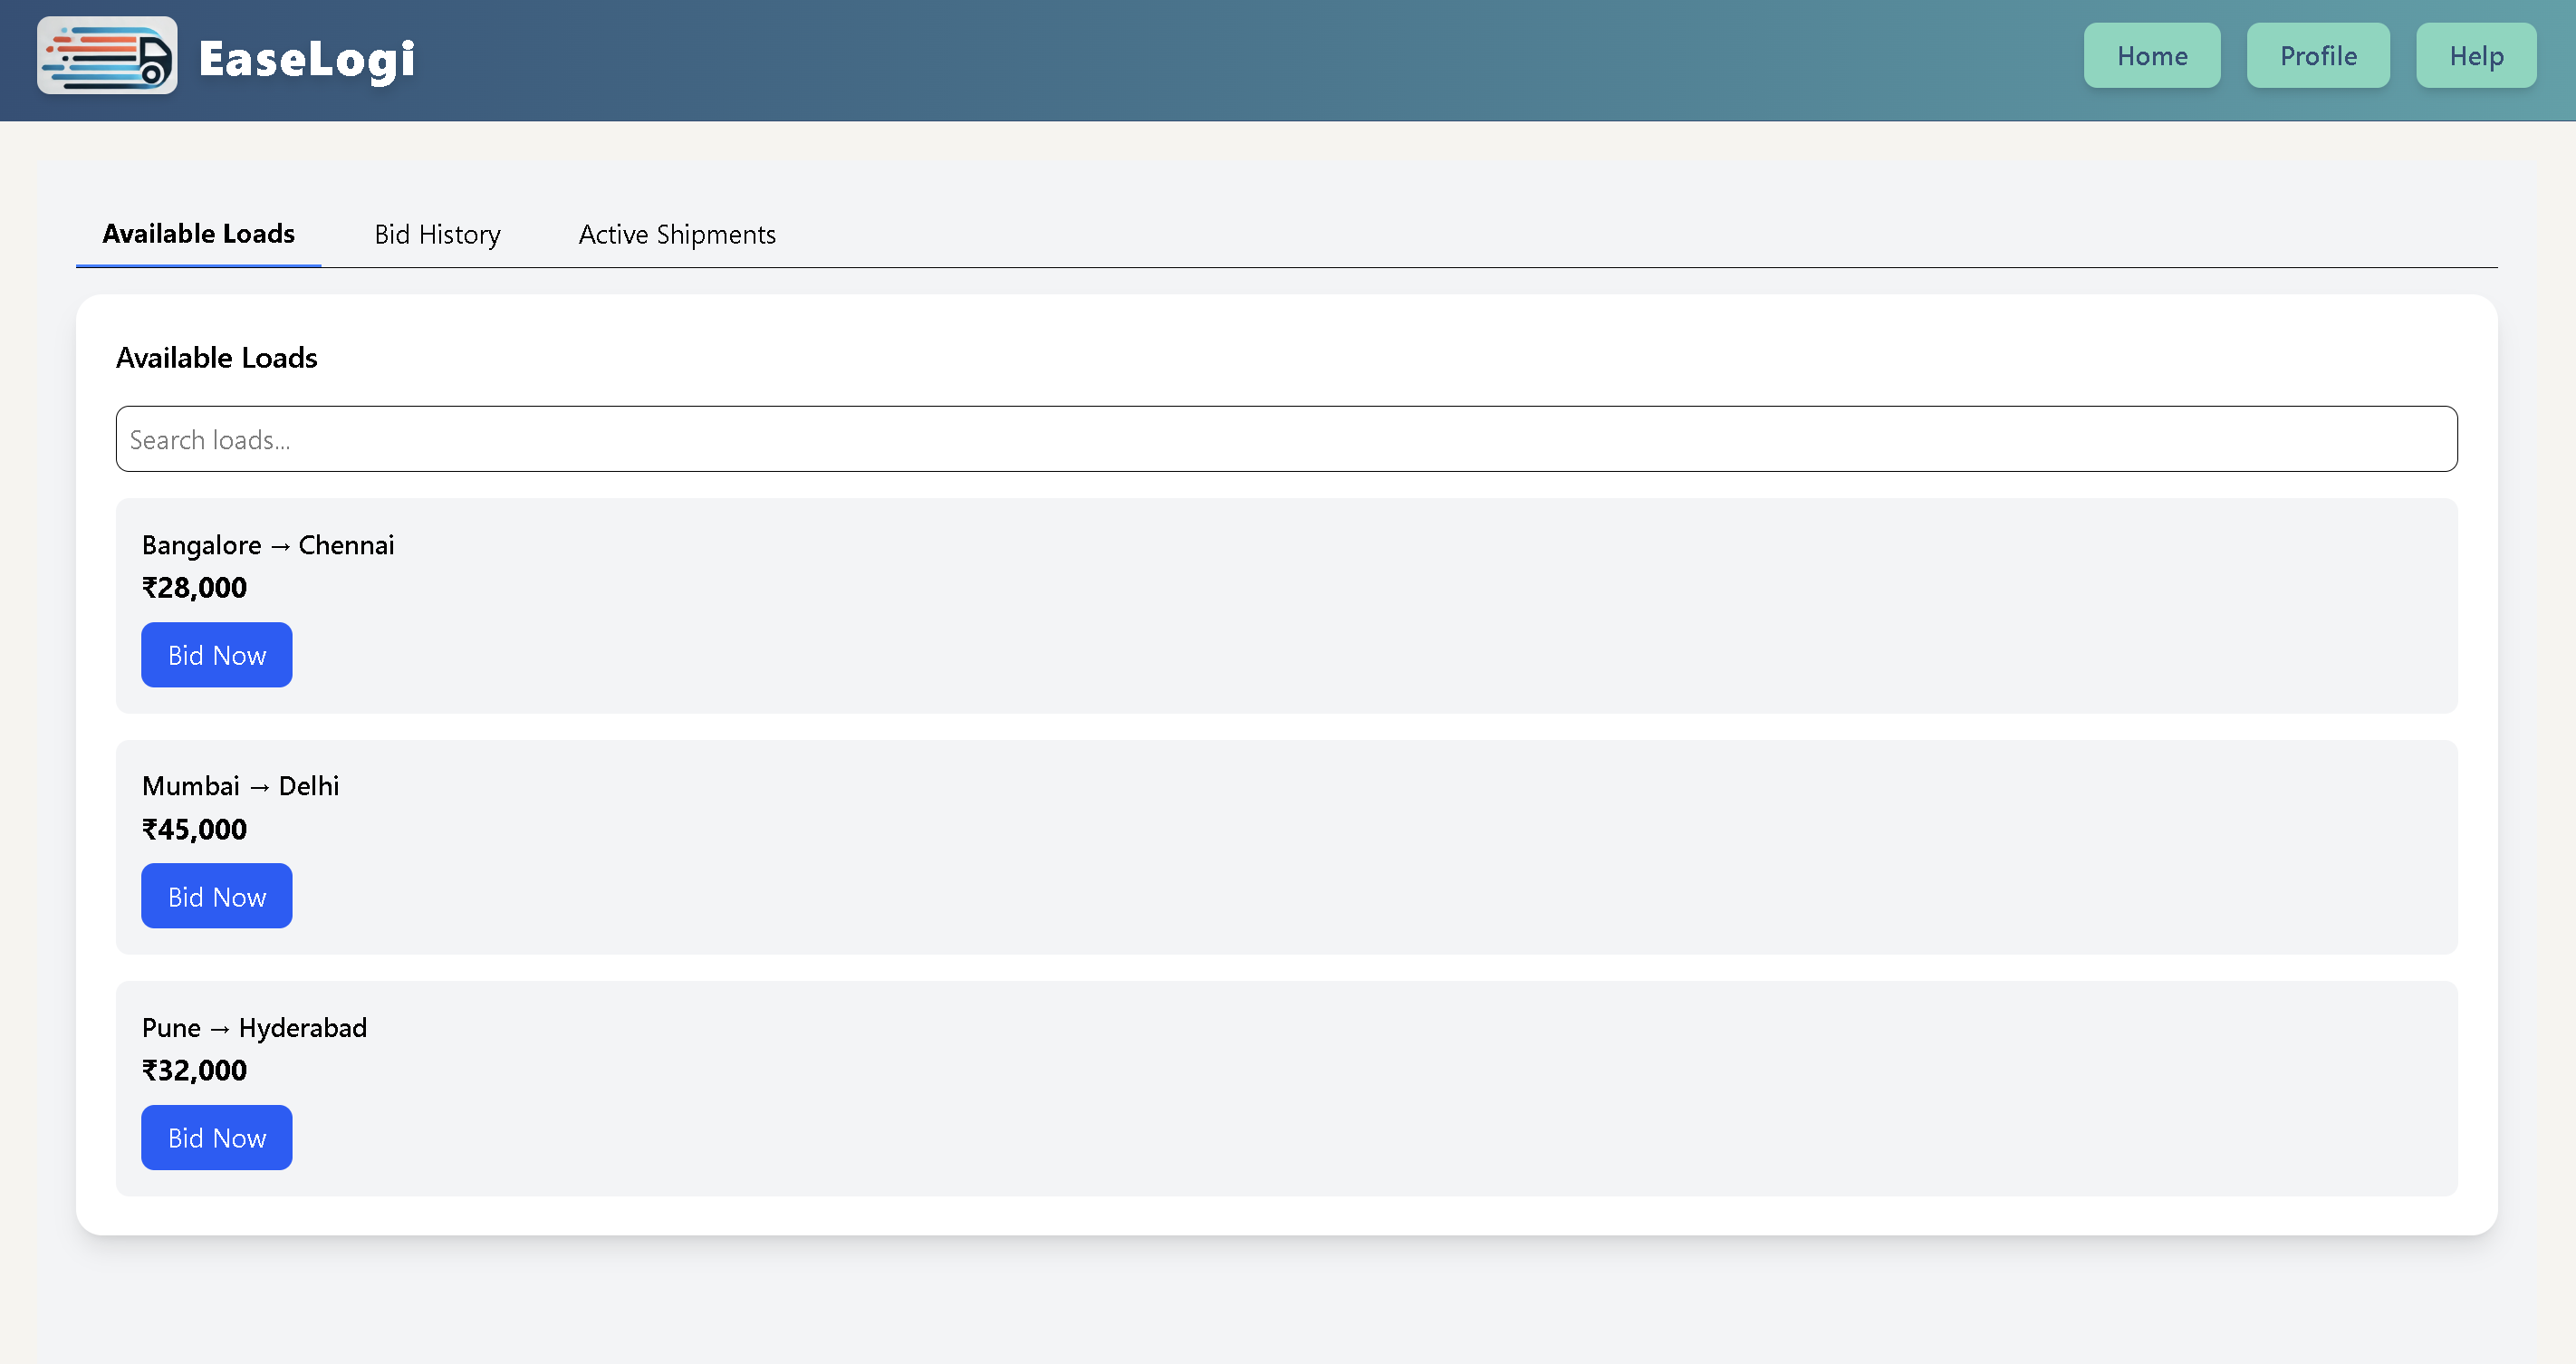 EaseLogi
Home
Profile
Help
Available Loads
Bid History
Active Shipments
Available Loads
Search loads...
Bangalore → Chennai
₹28,000
Bid Now
Mumbai → Delhi
₹45,000
Bid Now
Pune → Hyderabad
₹32,000
Bid Now